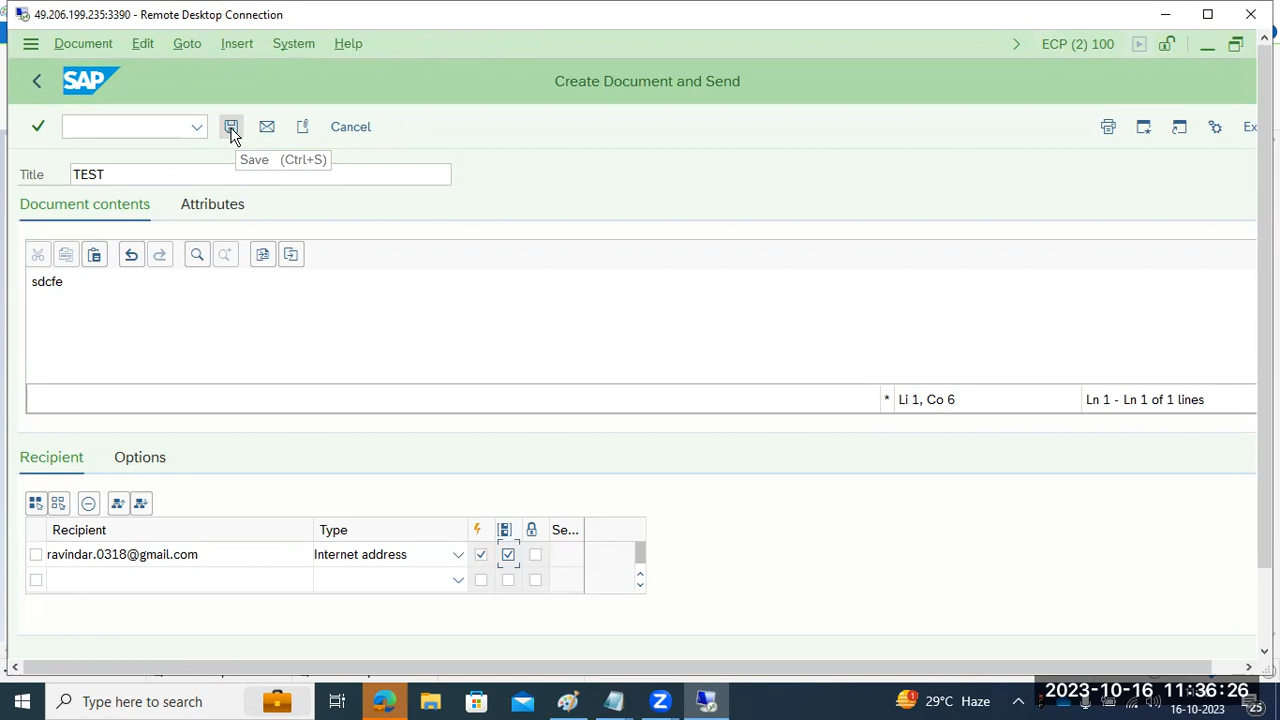 49.206.199.235:3390 - Remote Desktop Connection
Document Edit Goto Insert System Help ECP (2) 100
SAP Create Document and Send
Cancel Ex
Save (Ctrl+S)
Title TEST
Document contents Attributes
sdcfe
* Li 1, Co 6 Ln 1 - Ln 1 of 1 lines
Recipient Options
Recipient Type Se...
ravindar.0318@gmail.com Internet address
Type here to search 29°C Haze 2023-10-16 11:36:26
16-10-2023 25